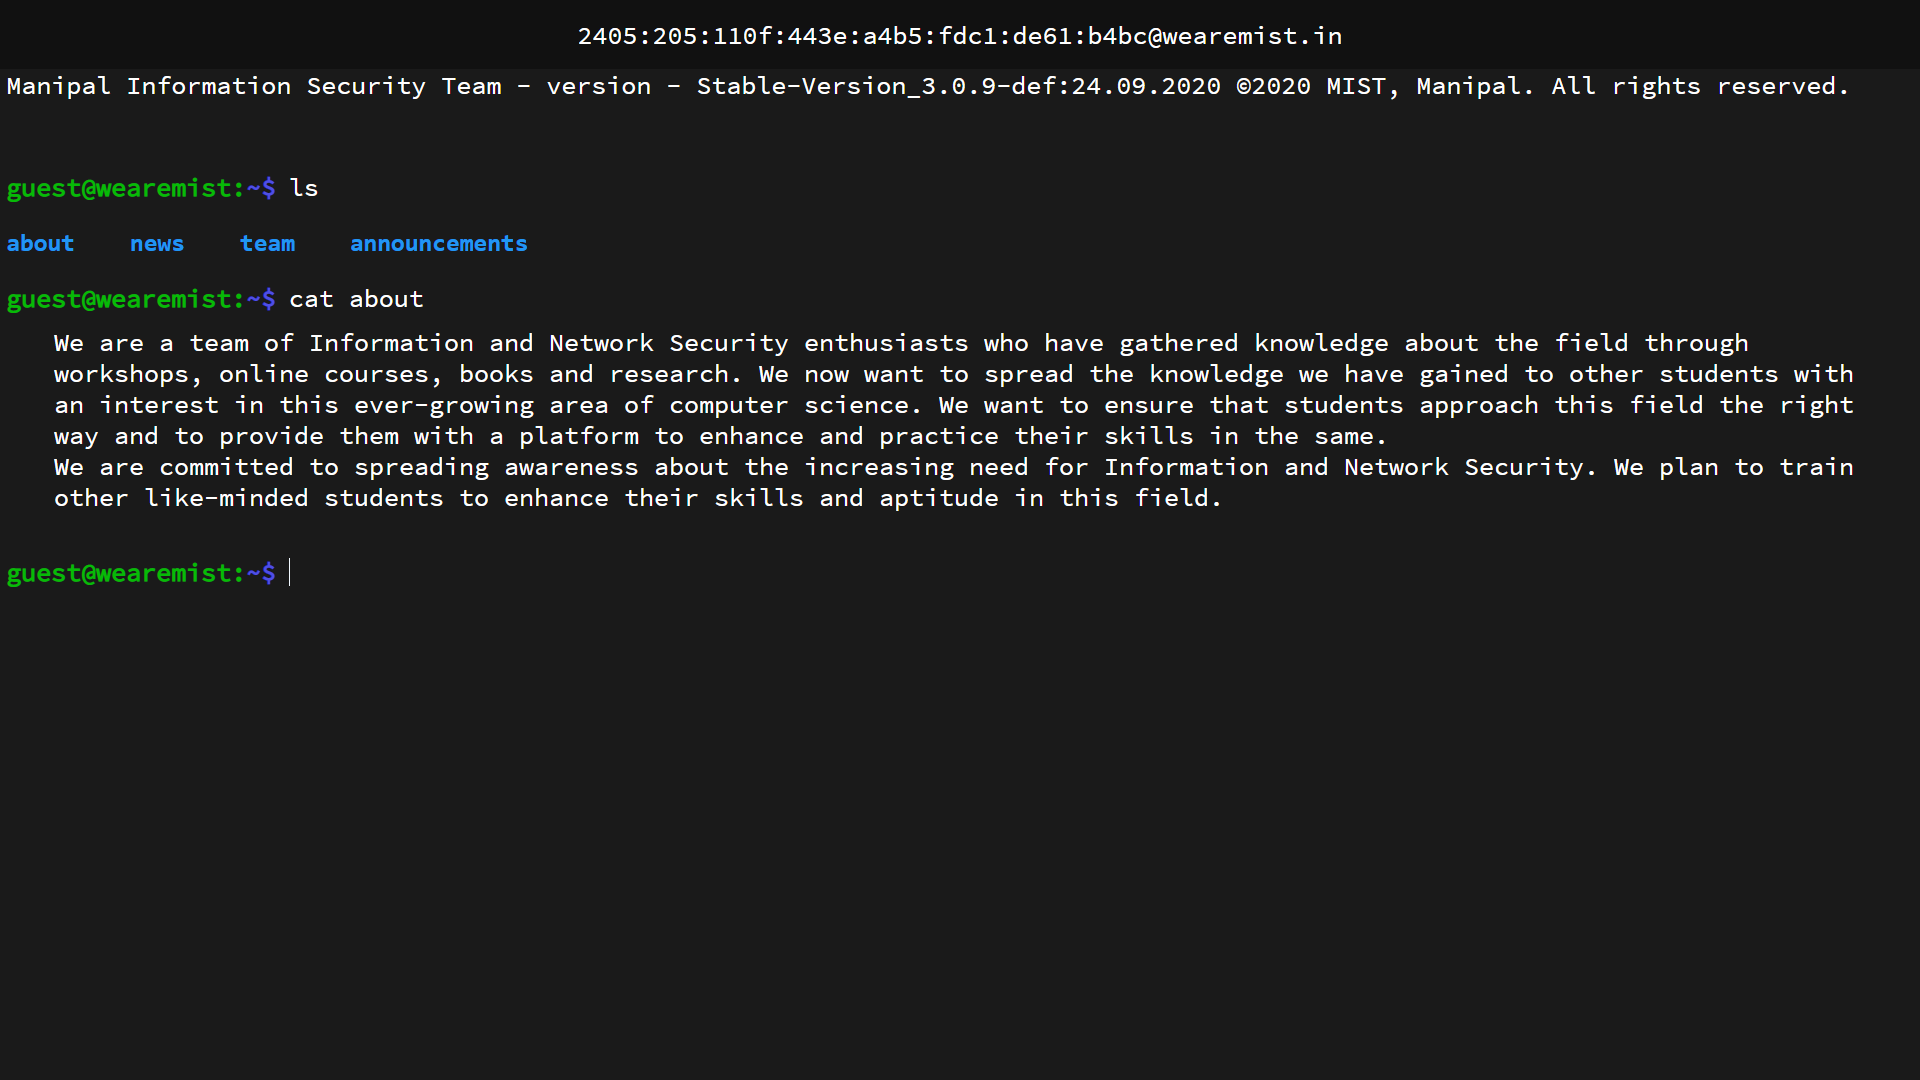 2405:205:110f:443e:a4b5:fdc1:de61:b4bc@wearemist.in
Manipal Information Security Team - version - Stable-Version_3.0.9-def:24.09.2020 ©2020 MIST, Manipal. All rights reserved.
guest@wearemist:~$ ls
about news team announcements
guest@wearemist:~$ cat about
We are a team of Information and Network Security enthusiasts who have gathered knowledge about the field through
workshops, online courses, books and research. We now want to spread the knowledge we have gained to other students with
an interest in this ever-growing area of computer science. We want to ensure that students approach this field the right
way and to provide them with a platform to enhance and practice their skills in the same.
We are committed to spreading awareness about the increasing need for Information and Network Security. We plan to train
other like-minded students to enhance their skills and aptitude in this field.
guest@wearemist:~$